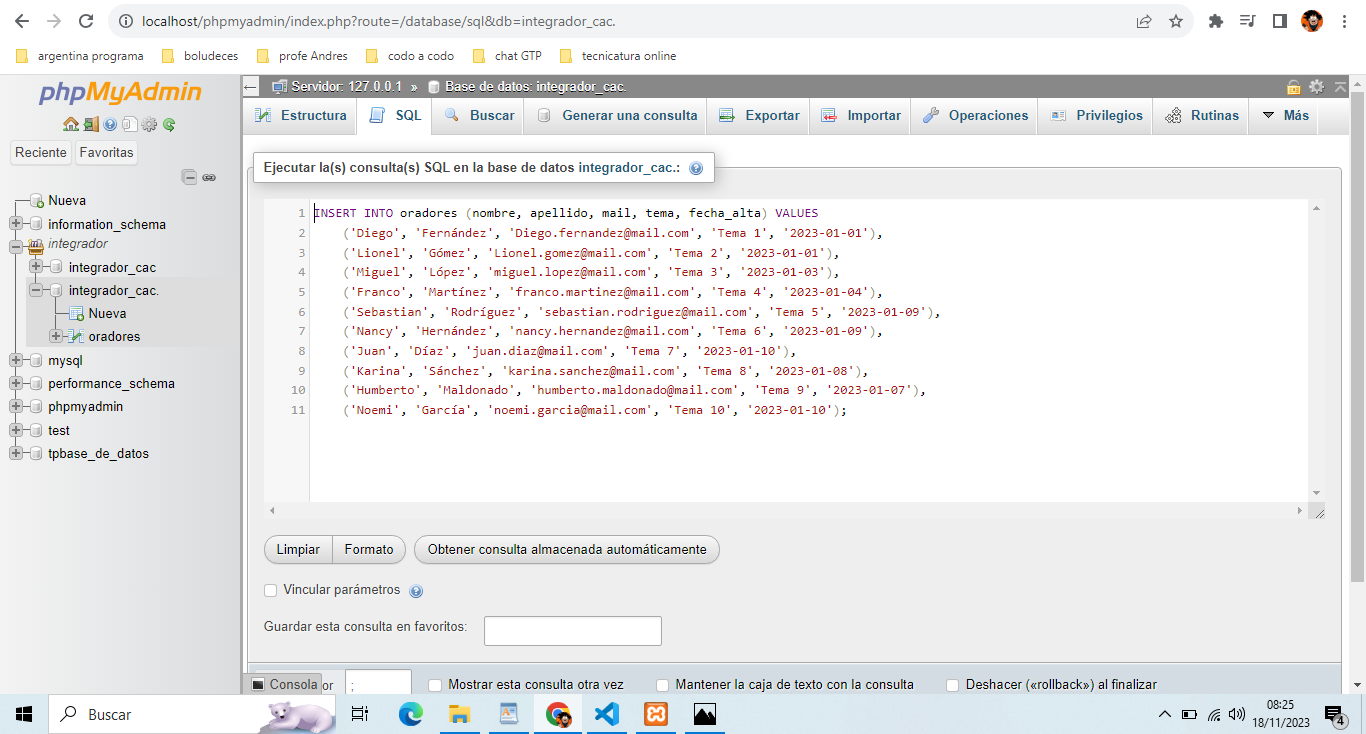 localhost/phpmyadmin/index.php?route=/database/sql&db=integrador_cac.
argentina programa boludeces profe Andres codo a codo chat GTP tecnicatura online
phpMyAdmin
Reciente Favoritas
Nueva
information_schema
integrador
integrador_cac
integrador_cac.
Nueva
oradores
mysql
performance_schema
phpmyadmin
test
tpbase_de_datos
Servidor: 127.0.0.1 » Base de datos: integrador_cac.
Estructura SQL Buscar Generar una consulta Exportar Importar Operaciones Privilegios Rutinas Más
Ejecutar la(s) consulta(s) SQL en la base de datos integrador_cac.:
1 INSERT INTO oradores (nombre, apellido, mail, tema, fecha_alta) VALUES
2 ('Diego', 'Fernández', 'Diego.fernandez@mail.com', 'Tema 1', '2023-01-01'),
3 ('Lionel', 'Gómez', 'Lionel.gomez@mail.com', 'Tema 2', '2023-01-01'),
4 ('Miguel', 'López', 'miguel.lopez@mail.com', 'Tema 3', '2023-01-03'),
5 ('Franco', 'Martínez', 'franco.martinez@mail.com', 'Tema 4', '2023-01-04'),
6 ('Sebastian', 'Rodríguez', 'sebastian.rodriguez@mail.com', 'Tema 5', '2023-01-09'),
7 ('Nancy', 'Hernández', 'nancy.hernandez@mail.com', 'Tema 6', '2023-01-09'),
8 ('Juan', 'Díaz', 'juan.diaz@mail.com', 'Tema 7', '2023-01-10'),
9 ('Karina', 'Sánchez', 'karina.sanchez@mail.com', 'Tema 8', '2023-01-08'),
10 ('Humberto', 'Maldonado', 'humberto.maldonado@mail.com', 'Tema 9', '2023-01-07'),
11 ('Noemi', 'García', 'noemi.garcia@mail.com', 'Tema 10', '2023-01-10');
Limpiar Formato Obtener consulta almacenada automáticamente
Vincular parámetros
Guardar esta consulta en favoritos:
Consola or ; Mostrar esta consulta otra vez Mantener la caja de texto con la consulta Deshacer («rollback») al finalizar
Buscar
08:25
18/11/2023
4